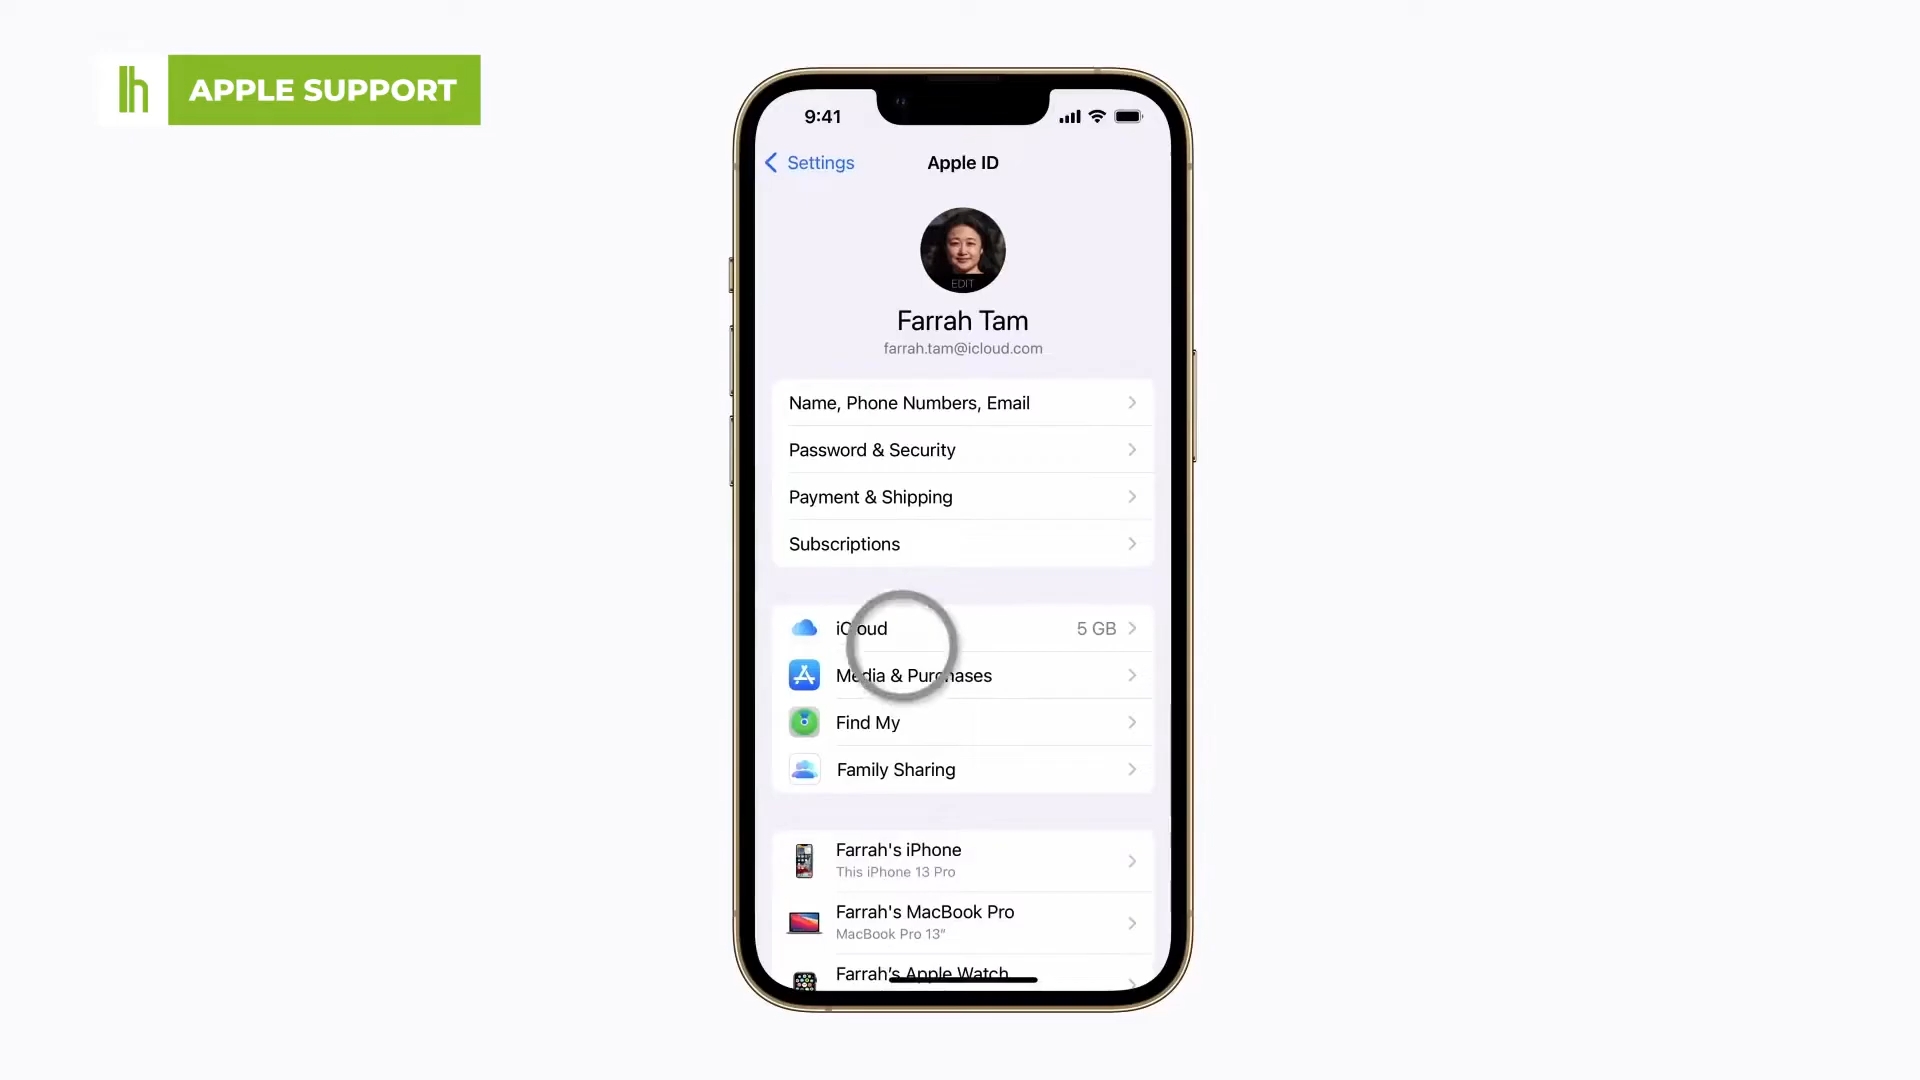 h APPLE SUPPORT
9:41
Settings
Apple ID
EDIT
Farrah Tam
farrah.tam@icloud.com
Name, Phone Numbers, Email
Password & Security
Payment & Shipping
Subscriptions
iCloud 5 GB
Media & Purchases
Find My
Family Sharing
Farrah's iPhone
This iPhone 13 Pro
Farrah's MacBook Pro
MacBook Pro 13”
Farrah’s Apple Watch